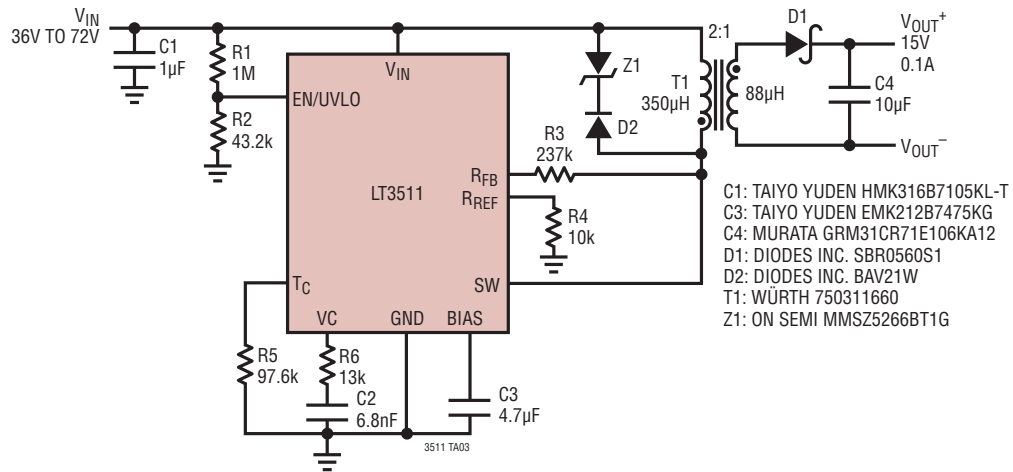 VIN
36V TO 72V
C1
1µF
R1
1M
R2
43.2k
VIN
EN/UVLO
LT3511
RFB
RREF
SW
TC
VC
GND
BIAS
Z1
D2
R3
237k
R4
10k
2:1
T1
350µH
88µH
D1
VOUT+
15V
0.1A
C4
10µF
VOUT–
R5
97.6k
R6
13k
C2
6.8nF
C3
4.7µF
3511 TA03
C1: TAIYO YUDEN HMK316B7105KL-T
C3: TAIYO YUDEN EMK212B7475KG
C4: MURATA GRM31CR71E106KA12
D1: DIODES INC. SBR0560S1
D2: DIODES INC. BAV21W
T1: WÜRTH 750311660
Z1: ON SEMI MMSZ5266BT1G